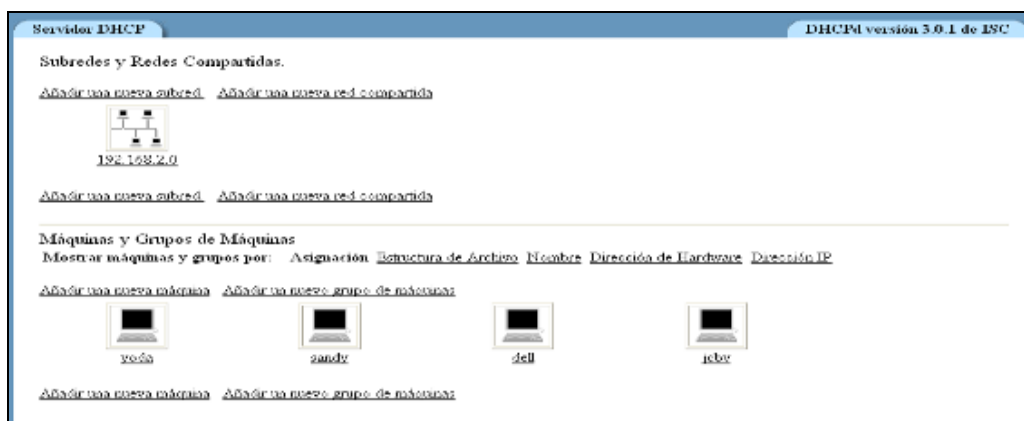 Servidor DHCP DHCPd versión 3.0.1 de ISC
Subredes y Redes Compartidas.
Añadir una nueva subred. Añadir una nueva red compartida
192.168.2.0
Añadir una nueva subred. Añadir una nueva red compartida
Máquinas y Grupos de Máquinas
Mostrar máquinas y grupos por: Asignación Estructura de Archivo Nombre Dirección de Hardware Dirección IP
Añadir una nueva máquina Añadir un nuevo grupo de máquinas
yoda sandy dell
Añadir una nueva máquina Añadir un nuevo grupo de máquinas